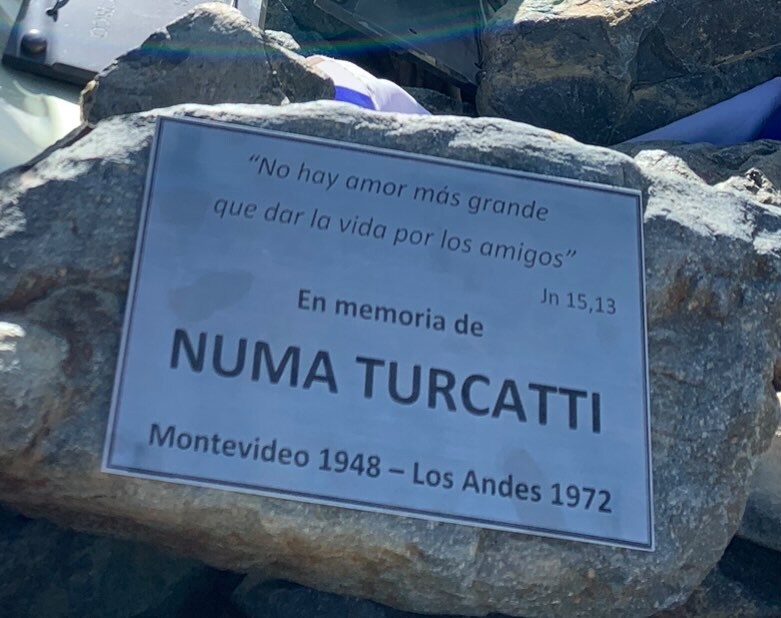 “No hay amor más grande
que dar la vida por los amigos”
Jn 15,13
En memoria de
NUMA TURCATTI
Montevideo 1948 – Los Andes 1972